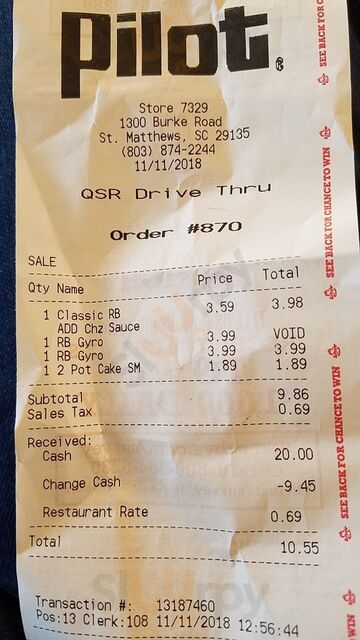 Pilot
Store 7329
1300 Burke Road
St. Matthews, SC 29135
(803) 874-2244
11/11/2018
QSR Drive Thru
Order #870
SALE
Qty Name Price Total
1 Classic RB 3.59 3.98
ADD Chz Sauce
1 RB Gyro 3.99 VOID
1 RB Gyro 3.99 3.99
1 2 Pot Cake SM 1.89 1.89
Subtotal 9.86
Sales Tax 0.69
Received:
Cash 20.00
Change Cash -9.45
Restaurant Rate 0.69
Total 10.55
Transaction #: 13187460
Pos:13 Clerk:108 11/11/2018 12:56:44
SEE BACK FOR C
SEE BACK FOR CHANCE TO WIN
SEE BACK FOR CHANCE TO WIN
WIN
Slurrpy